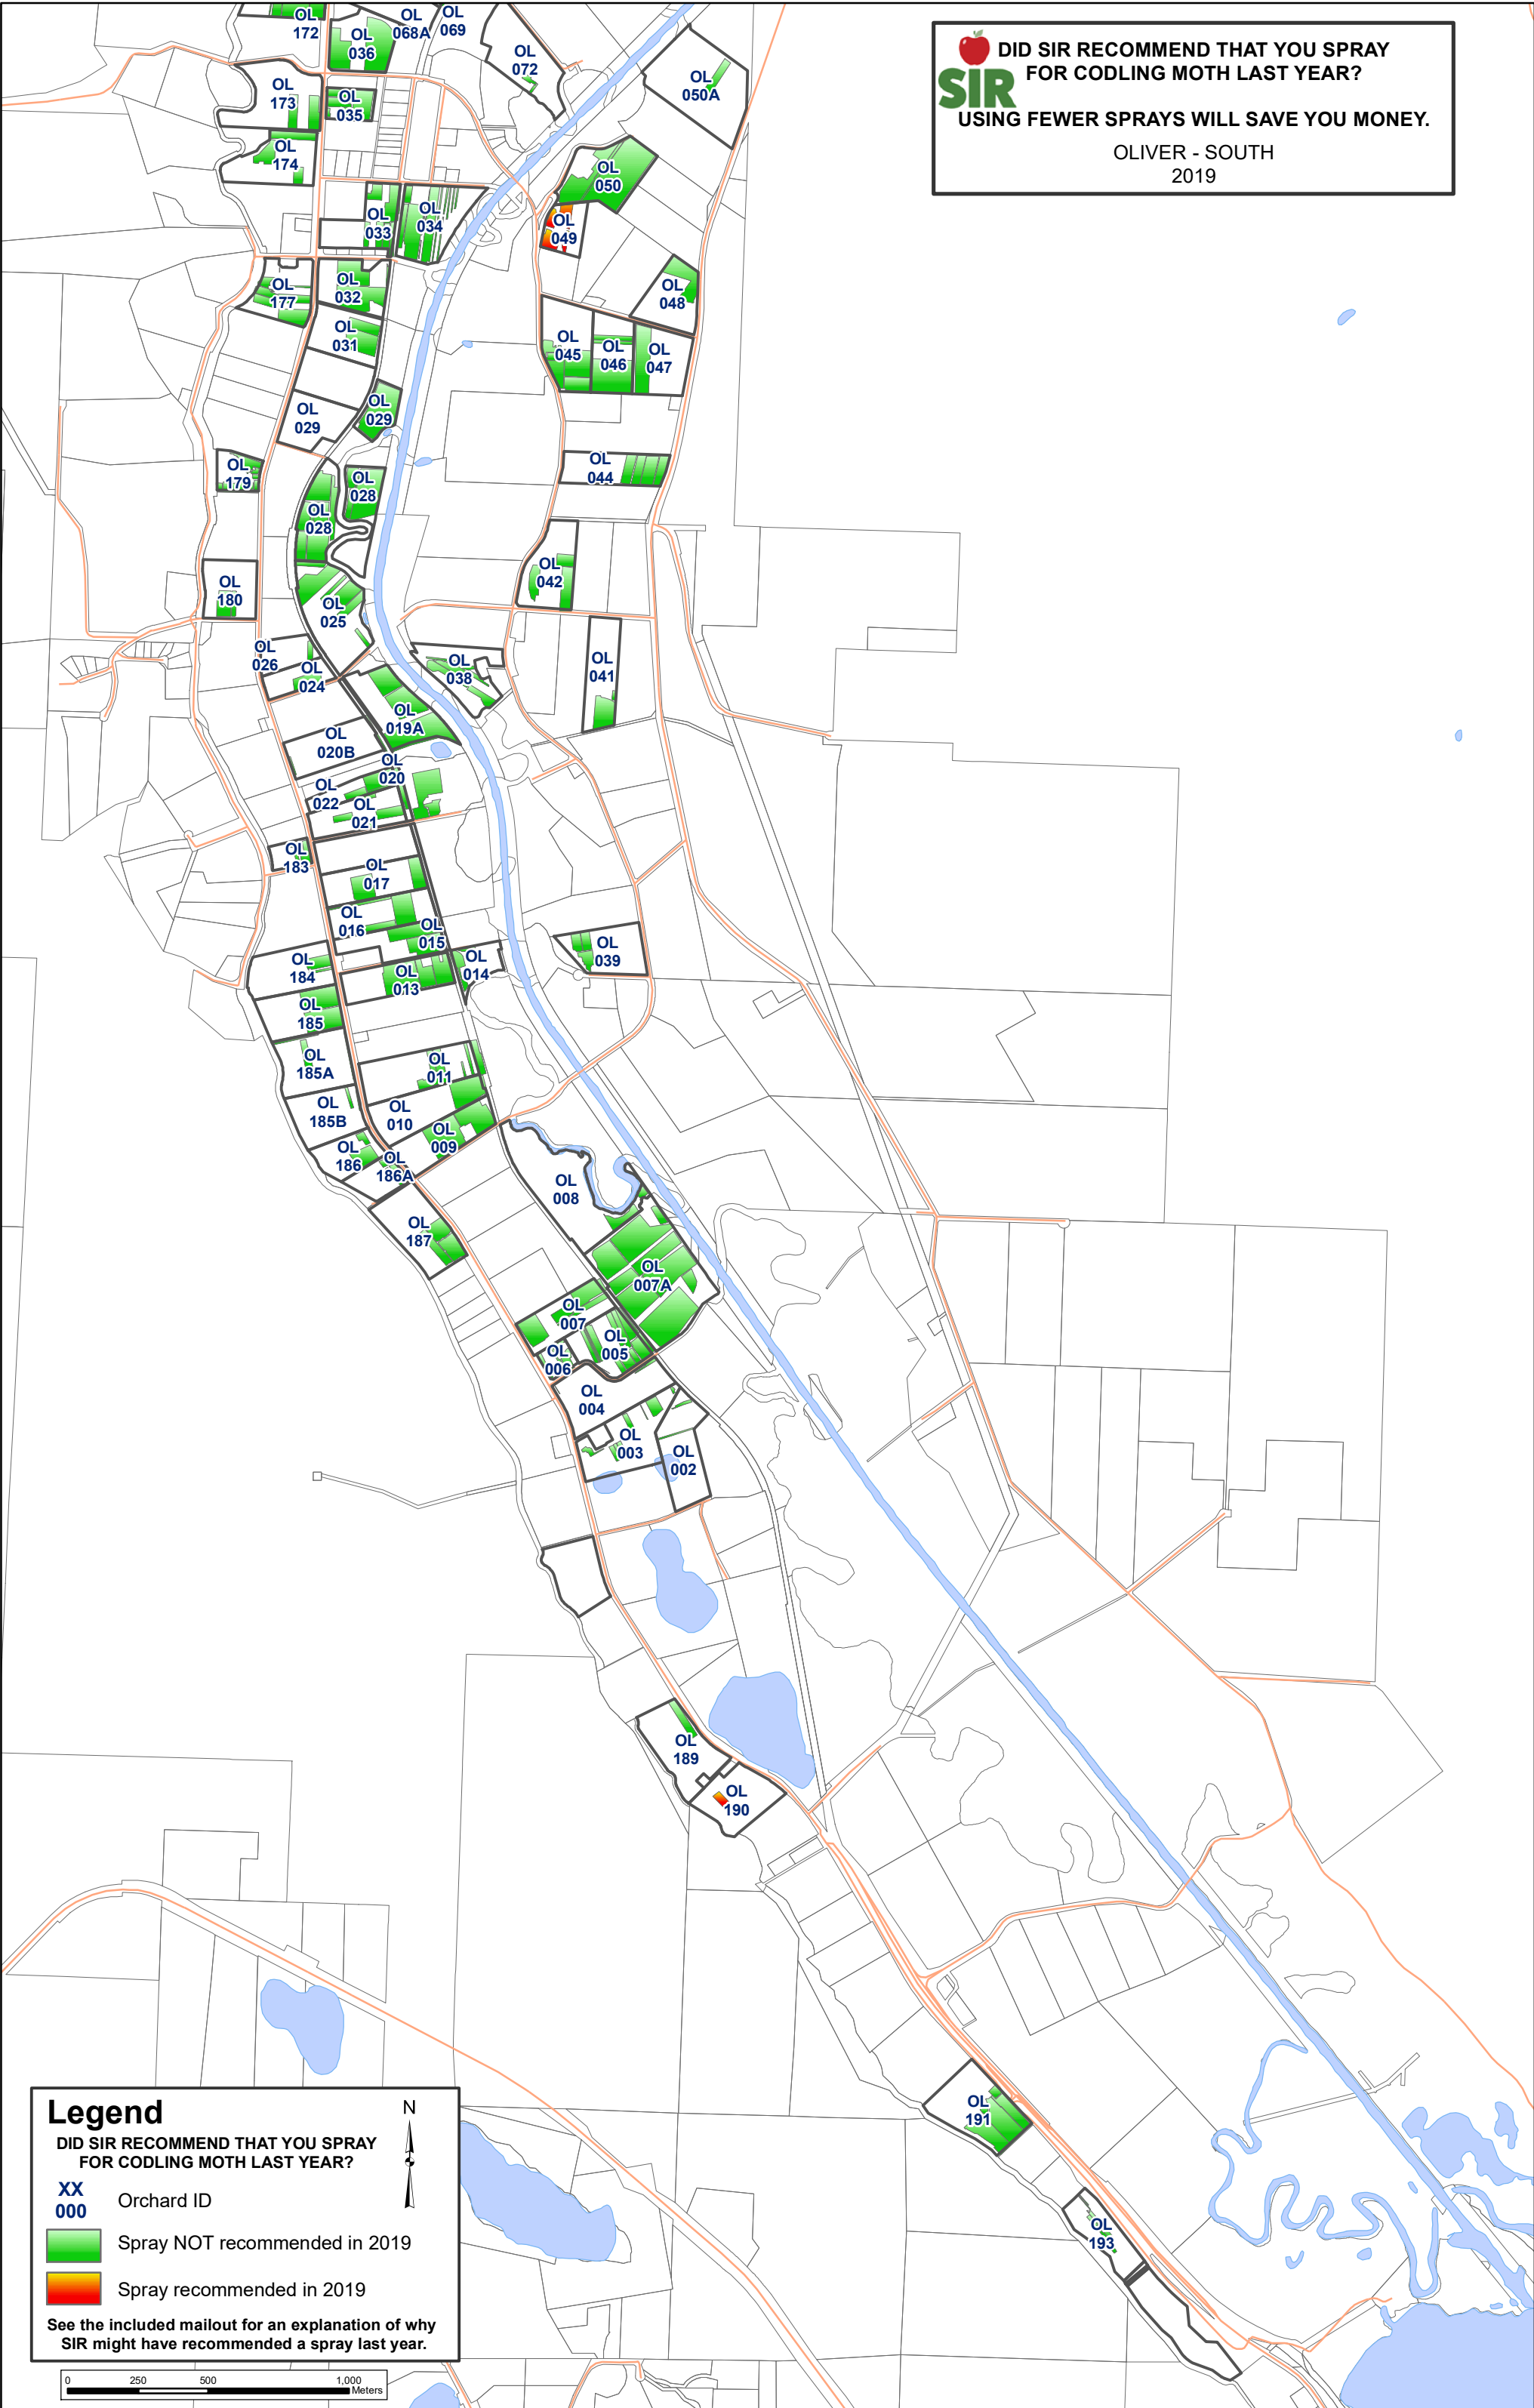 SIR
DID SIR RECOMMEND THAT YOU SPRAY
FOR CODLING MOTH LAST YEAR?
USING FEWER SPRAYS WILL SAVE YOU MONEY.
OLIVER - SOUTH
2019
OL
172
OL
036
OL
068A
OL
069
OL
072
OL
050A
OL
173
OL
035
OL
174
OL
050
OL
033
OL
034
OL
049
OL
177
OL
032
OL
048
OL
031
OL
045
OL
046
OL
047
OL
029
OL
029
OL
179
OL
028
OL
044
OL
028
OL
042
OL
180
OL
025
OL
026
OL
024
OL
038
OL
041
OL
019A
OL
020B
OL
020
OL
022
OL
021
OL
183
OL
017
OL
016
OL
015
OL
184
OL
013
OL
014
OL
039
OL
185
OL
185A
OL
011
OL
185B
OL
010
OL
009
OL
186
OL
186A
OL
008
OL
187
OL
007A
OL
007
OL
005
OL
006
OL
004
OL
003
OL
002
OL
189
OL
190
OL
191
OL
193
Legend
N
DID SIR RECOMMEND THAT YOU SPRAY
FOR CODLING MOTH LAST YEAR?
XX
000
Orchard ID
Spray NOT recommended in 2019
Spray recommended in 2019
See the included mailout for an explanation of why
SIR might have recommended a spray last year.
0 250 500 1,000
Meters